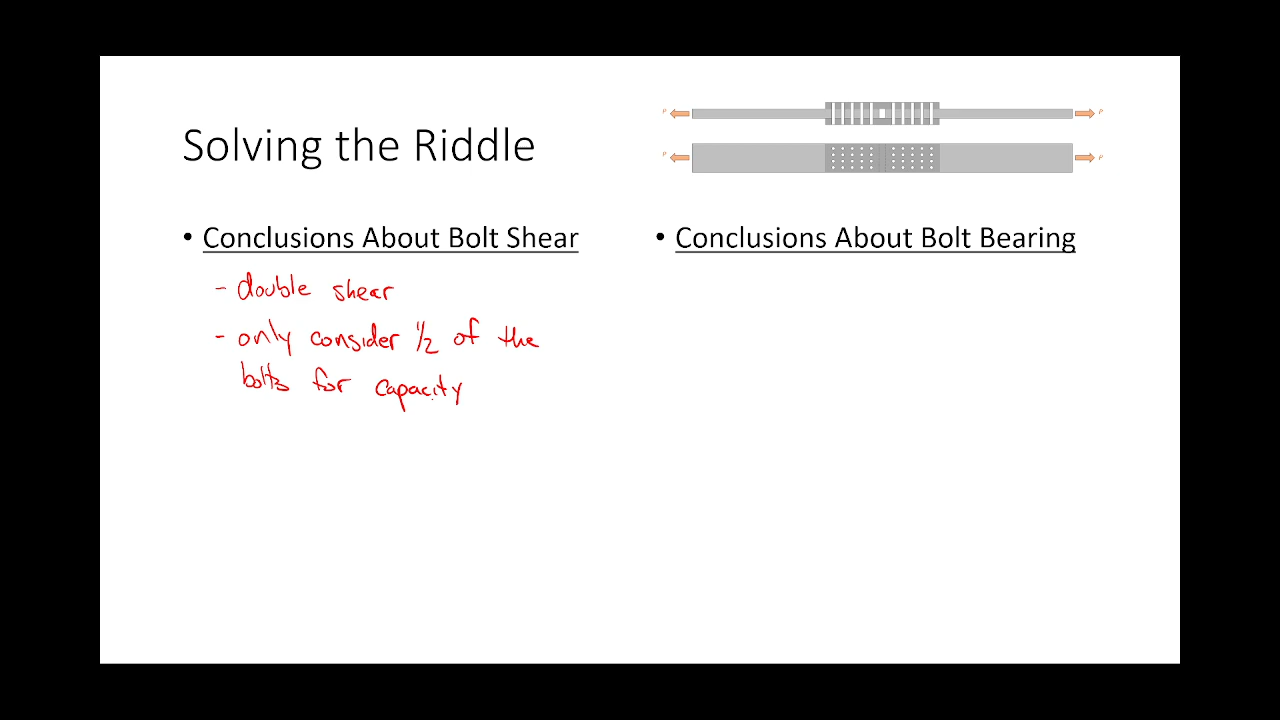 P
P
P
P
Solving the Riddle
• Conclusions About Bolt Shear
- double shear
- only consider 1/2 of the
bolts for capacity
• Conclusions About Bolt Bearing